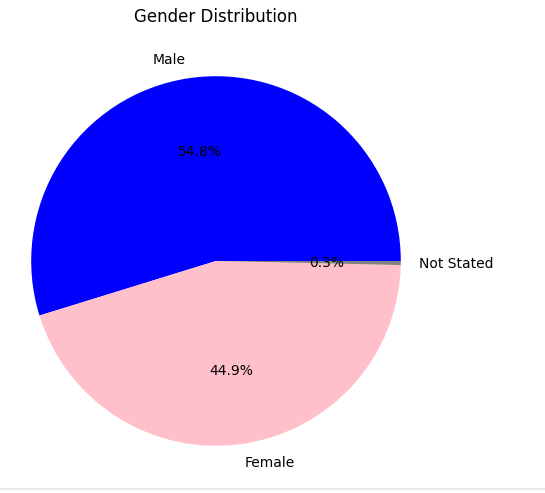 Gender Distribution
Male
54.8%
0.3%
Not Stated
44.9%
Female